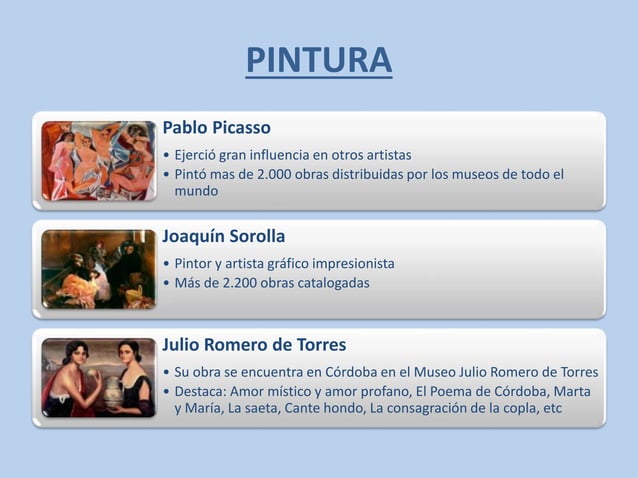 PINTURA
Pablo Picasso
• Ejerció gran influencia en otros artistas
• Pintó mas de 2.000 obras distribuidas por los museos de todo el
mundo
Joaquín Sorolla
• Pintor y artista gráfico impresionista
• Más de 2.200 obras catalogadas
Julio Romero de Torres
• Su obra se encuentra en Córdoba en el Museo Julio Romero de Torres
• Destaca: Amor místico y amor profano, El Poema de Córdoba, Marta
y María, La saeta, Cante hondo, La consagración de la copla, etc